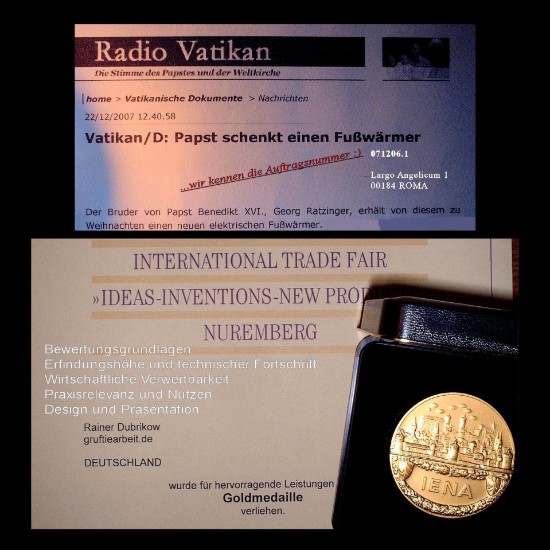 Radio Vatikan
Die Stimme des Papstes und der Weltkirche
home > Vatikanische Dokumente > Nachrichten
22/12/2007 12.40.58
Vatikan/D: Papst schenkt einen Fußwärmer
...wir kennen die Auftragsnummer :)
071206.1
Largo Angelicum 1
00184 ROMA
Der Bruder von Papst Benedikt XVI., Georg Ratzinger, erhält von diesem zu
Weihnachten einen neuen elektrischen Fußwärmer.
INTERNATIONAL TRADE FAIR
»IDEAS-INVENTIONS-NEW PRO
NUREMBERG
Bewertungsgrundlagen
Erfindungshöhe und technischer Fortschritt
Wirtschaftliche Verwertbarkeit
Praxisrelevanz und Nutzen
Design und Präsentation
Rainer Dubrikow
gruftiearbeit.de
DEUTSCHLAND
wurde für hervorragende Leistungen
Goldmedaille
verliehen.
IENA